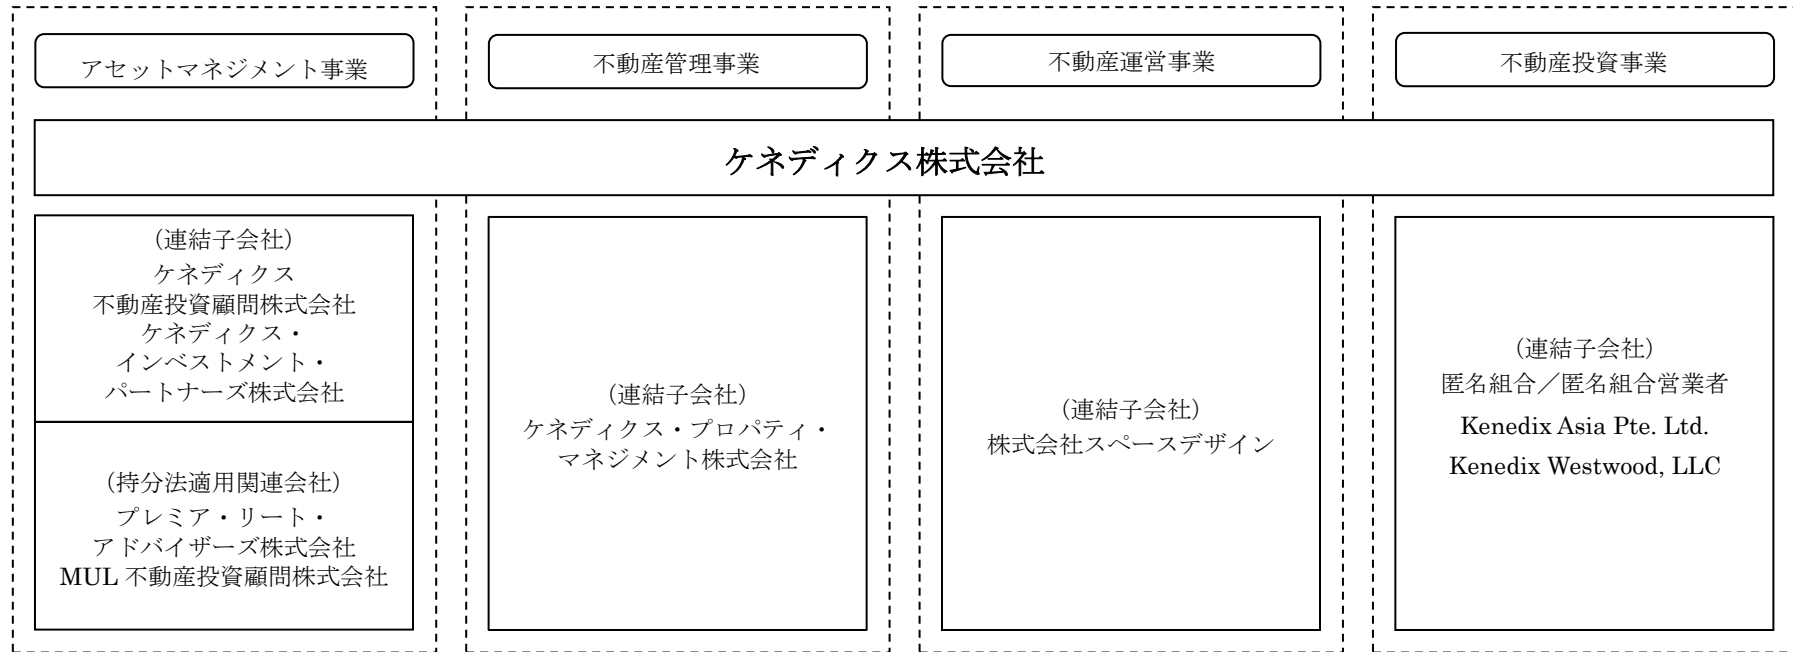 アセットマネジメント事業
不動産管理事業
不動産運営事業
不動産投資事業
ケネディクス株式会社
（連結子会社）
ケネディクス
不動産投資顧問株式会社
ケネディクス・
インベストメント・
パートナーズ株式会社
（持分法適用関連会社）
プレミア・リート・
アドバイザーズ株式会社
MUL 不動産投資顧問株式会社
（連結子会社）
ケネディクス・プロパティ・
マネジメント株式会社
（連結子会社）
株式会社スペースデザイン
（連結子会社）
匿名組合／匿名組合営業者
Kenedix Asia Pte. Ltd.
Kenedix Westwood, LLC